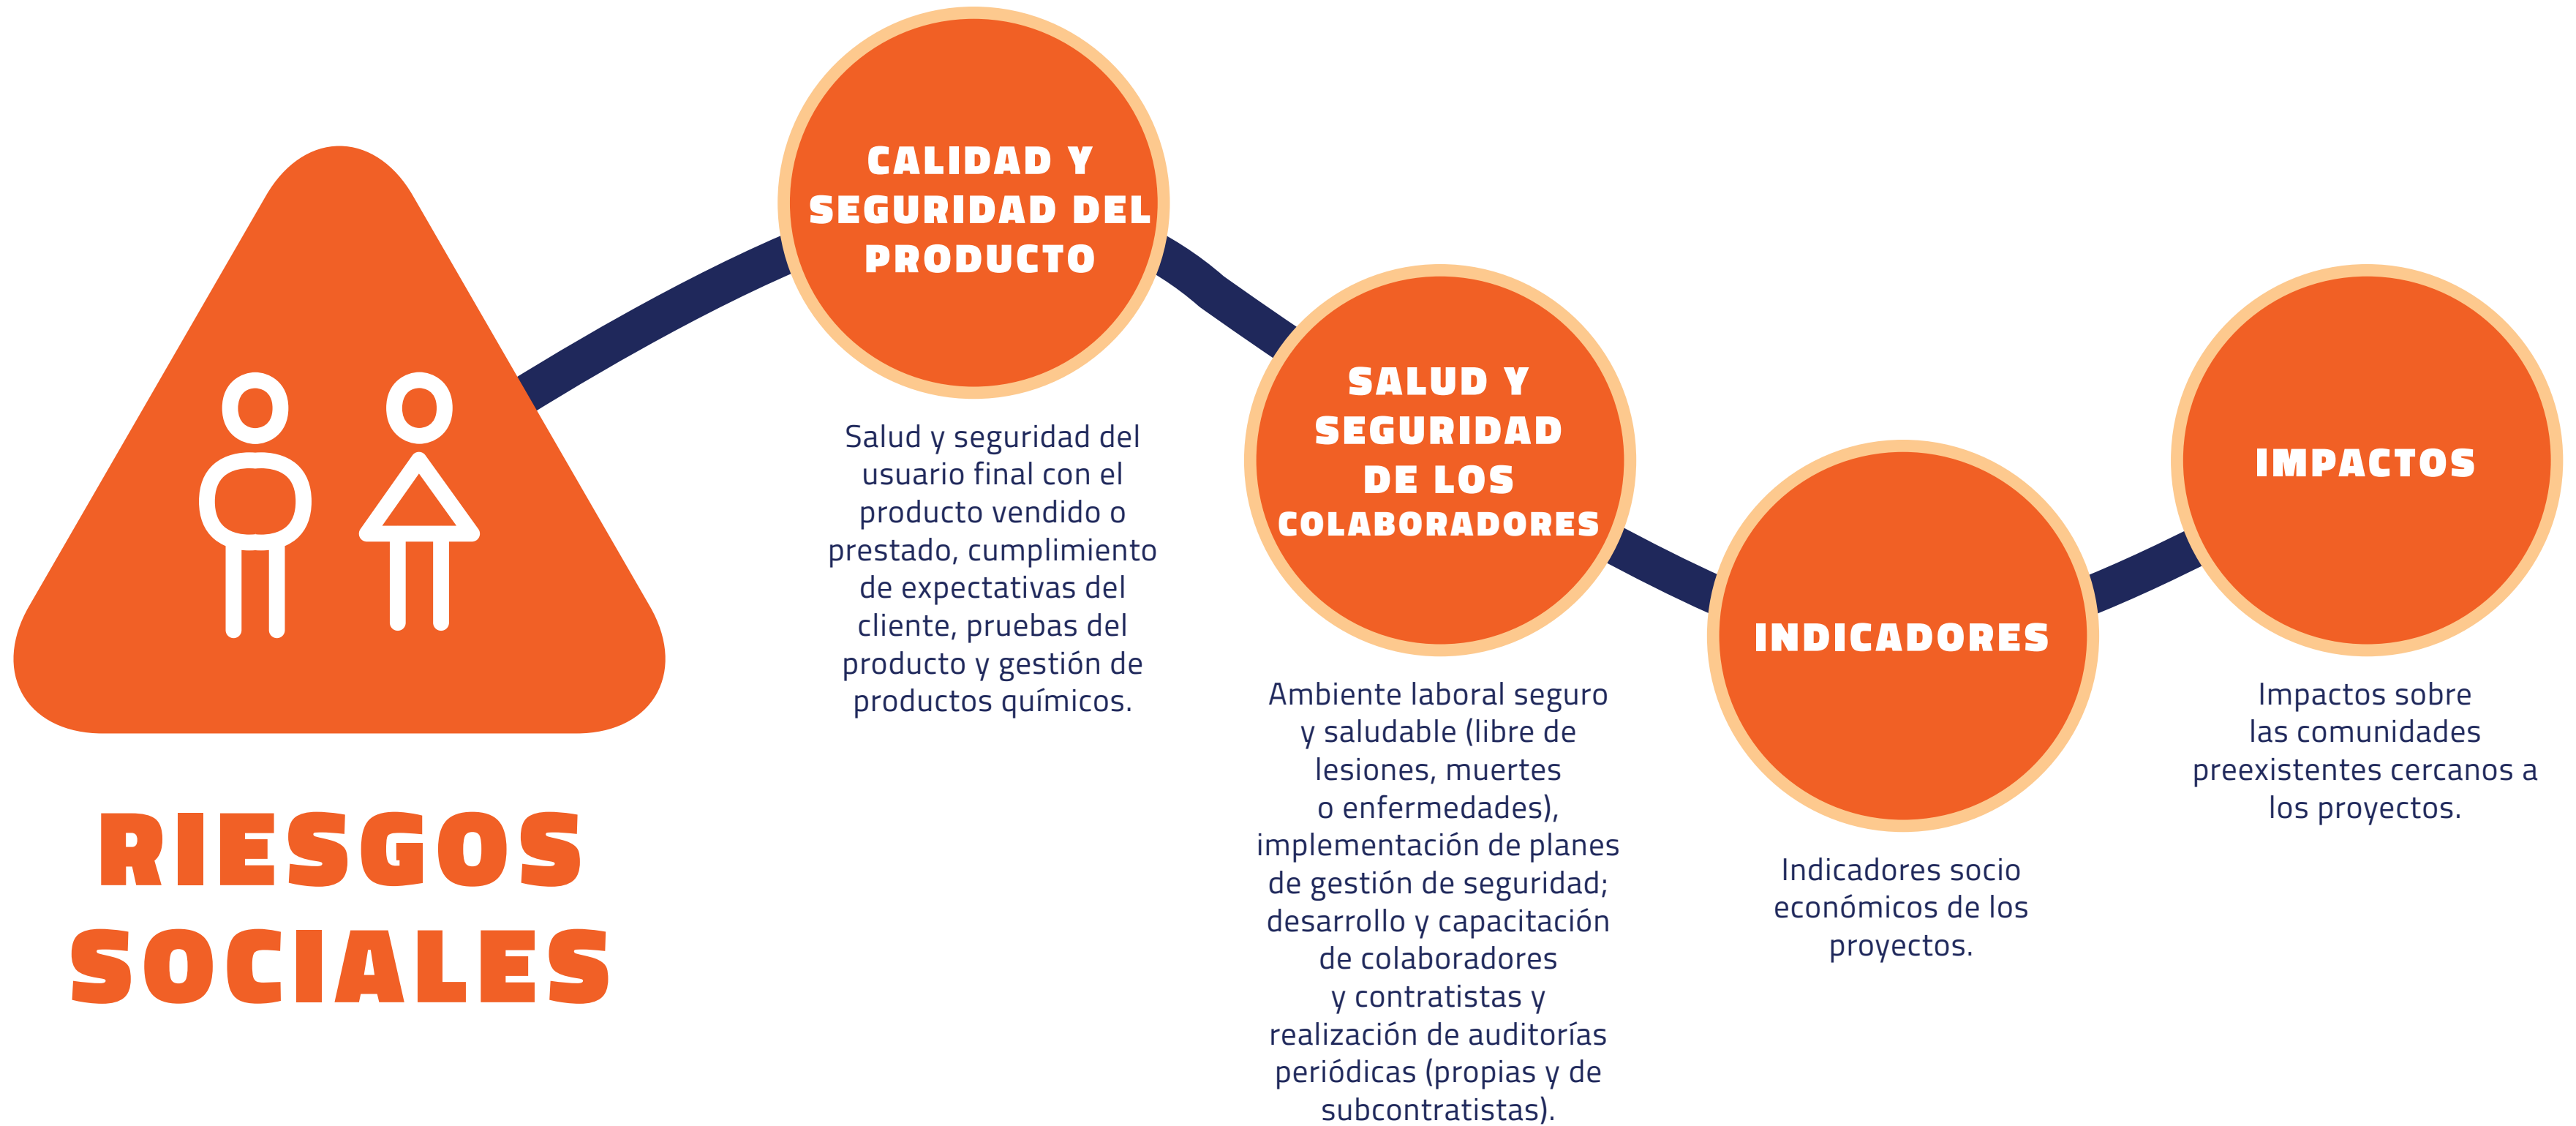 RIESGOS
SOCIALES
CALIDAD Y
SEGURIDAD DEL
PRODUCTO
Salud y seguridad del
usuario final con el
producto vendido o
prestado, cumplimiento
de expectativas del
cliente, pruebas del
producto y gestión de
productos químicos.
SALUD Y
SEGURIDAD
DE LOS
COLABORADORES
Ambiente laboral seguro
y saludable (libre de
lesiones, muertes
o enfermedades),
implementación de planes
de gestión de seguridad;
desarrollo y capacitación
de colaboradores
y contratistas y
realización de auditorías
periódicas (propias y de
subcontratistas).
INDICADORES
Indicadores socio
económicos de los
proyectos.
IMPACTOS
Impactos sobre
las comunidades
preexistentes cercanos a
los proyectos.